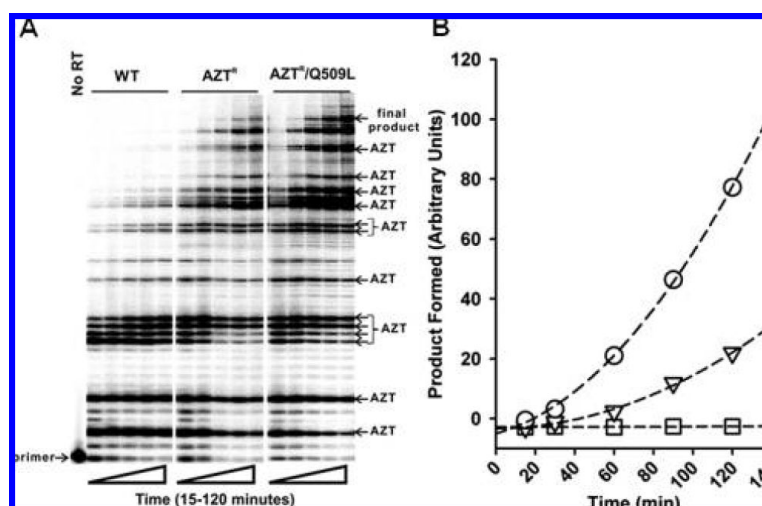 A
No RT
WT
AZTᴿ
AZTᴿ/Q509L
final
product
AZT
AZT
AZT
AZT
AZT
AZT
AZT
AZT
AZT
primer
Time (15-120 minutes)
B
Product Formed (Arbitrary Units)
120
100
80
60
40
20
0
0
20
40
60
80
100
120
Time (min)